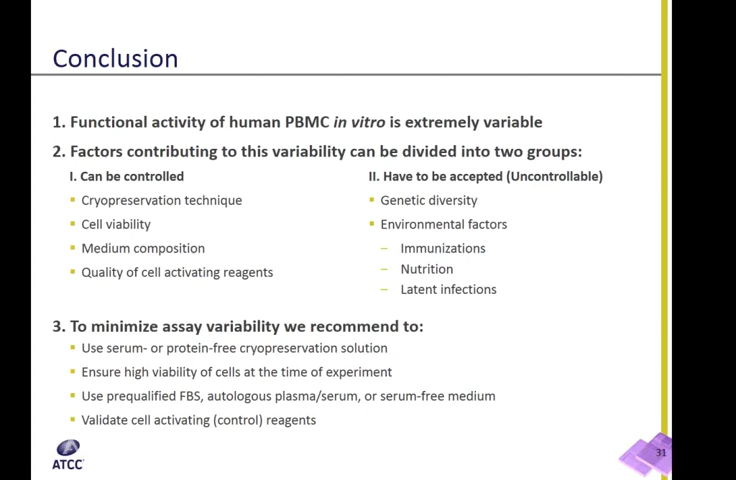 Conclusion
1. Functional activity of human PBMC in vitro is extremely variable
2. Factors contributing to this variability can be divided into two groups:
I. Can be controlled
Cryopreservation technique
Cell viability
Medium composition
Quality of cell activating reagents
II. Have to be accepted (Uncontrollable)
Genetic diversity
Environmental factors
– Immunizations
– Nutrition
– Latent infections
3. To minimize assay variability we recommend to:
Use serum- or protein-free cryopreservation solution
Ensure high viability of cells at the time of experiment
Use prequalified FBS, autologous plasma/serum, or serum-free medium
Validate cell activating (control) reagents
ATCC
31